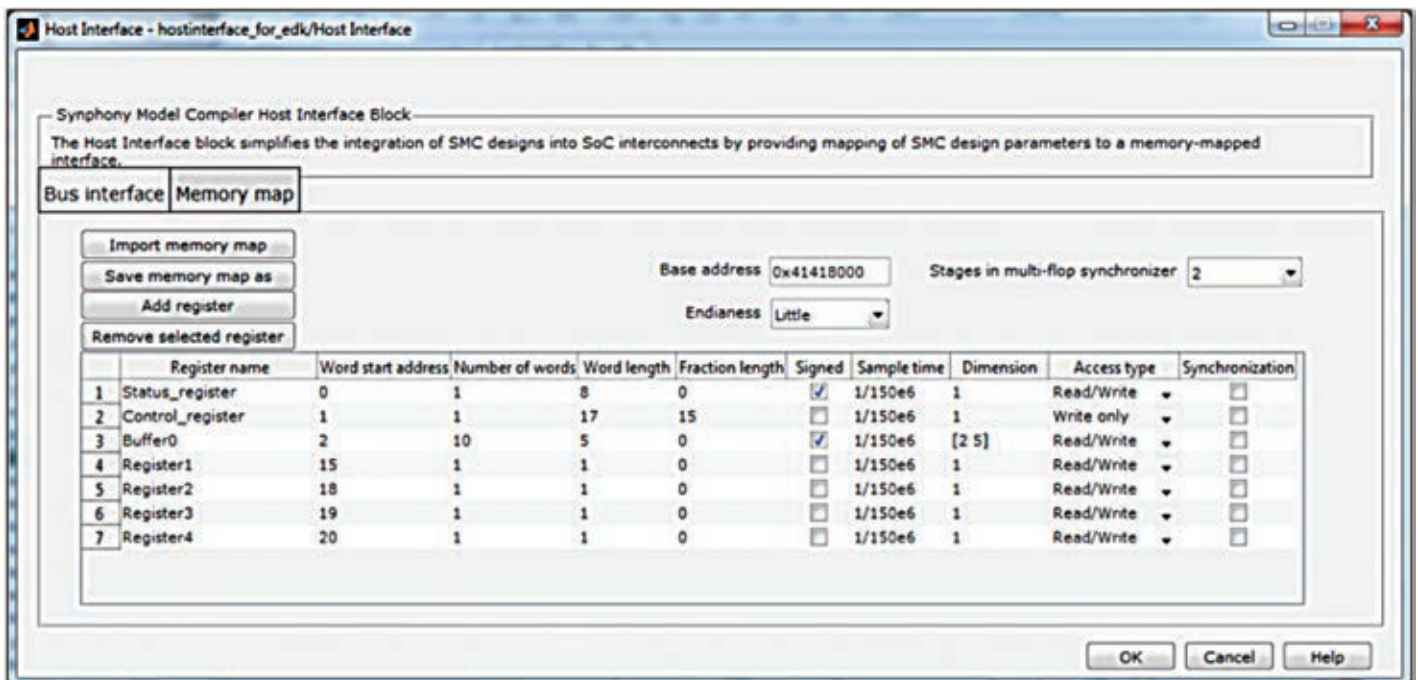 Host Interface - hostinterface_for_edk/Host Interface
Synphony Model Compiler Host Interface Block
The Host Interface block simplifies the integration of SMC designs into SoC interconnects by providing mapping of SMC design parameters to a memory-mapped
interface.
Bus interface Memory map
Import memory map
Save memory map as
Add register
Remove selected register
Base address 0x41418000 Stages in multi-flop synchronizer 2
Endianess Little
Register name Word start address Number of words Word length Fraction length Signed Sample time Dimension Access type Synchronization
1 Status_register 0 1 8 0 1/150e6 1 Read/Write
2 Control_register 1 1 17 15 1/150e6 1 Write only
3 Buffer0 2 10 5 0 1/150e6 [2 5] Read/Write
4 Register1 15 1 1 0 1/150e6 1 Read/Write
5 Register2 18 1 1 0 1/150e6 1 Read/Write
6 Register3 19 1 1 0 1/150e6 1 Read/Write
7 Register4 20 1 1 0 1/150e6 1 Read/Write
OK Cancel Help